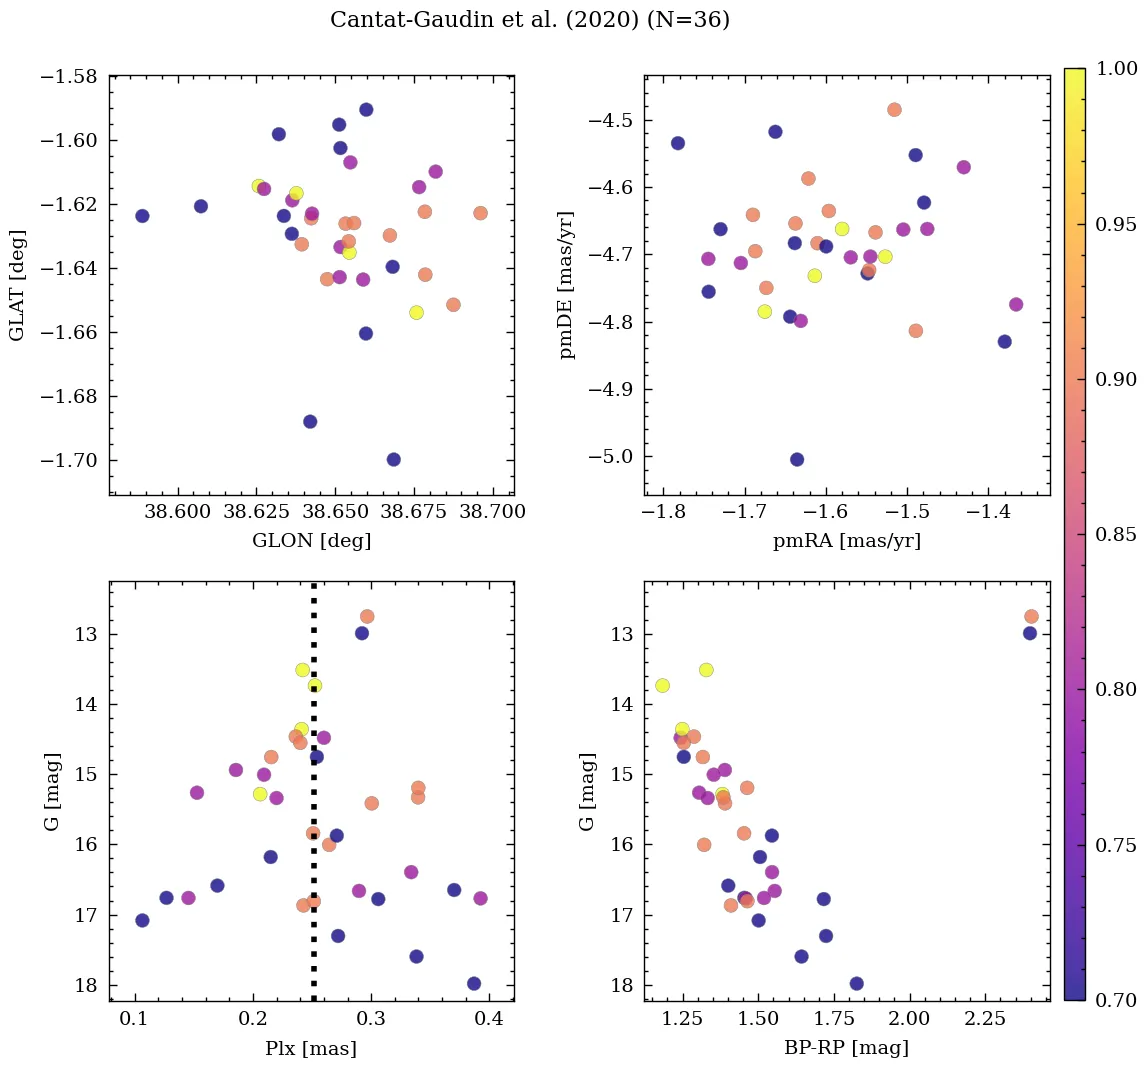 Cantat-Gaudin et al. (2020) (N=36)
−1.58
−1.60
−1.62
−1.64
−1.66
−1.68
−1.70
GLAT [deg]
38.600 38.625 38.650 38.675 38.700
GLON [deg]
−4.5
−4.6
−4.7
−4.8
−4.9
−5.0
pmDE [mas/yr]
−1.8 −1.7 −1.6 −1.5 −1.4
pmRA [mas/yr]
13
14
15
16
17
18
G [mag]
0.1 0.2 0.3 0.4
Plx [mas]
13
14
15
16
17
18
G [mag]
1.25 1.50 1.75 2.00 2.25
BP-RP [mag]
1.00
0.95
0.90
0.85
0.80
0.75
0.70